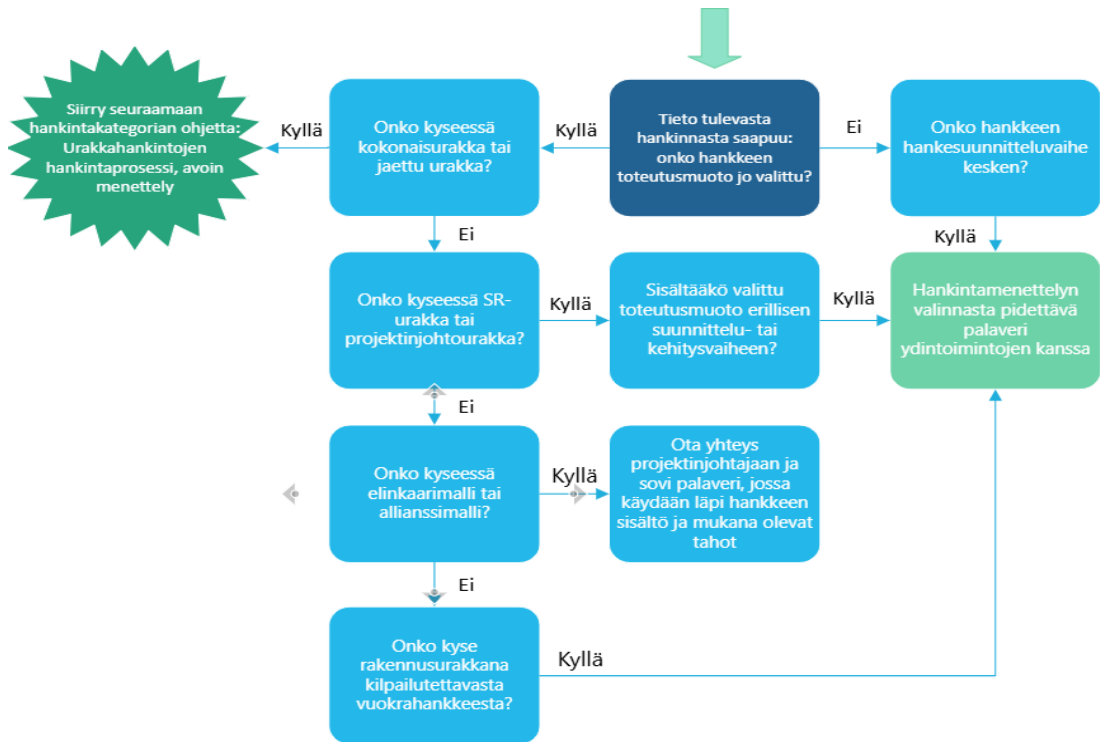 Siirry seuraamaan
hankintakategorian ohjetta:
Urakkahankintojen
hankintaprosessi, avoin
menettely
Kyllä
Onko kyseessä
kokonaisurakka tai
jaettu urakka?
Kyllä
Tieto tulevasta
hankinnasta saapuu:
onko hankkeen
toteutusmuoto jo valittu?
Ei
Onko hankkeen
hankesuunnitteluvaihe
kesken?
Ei
Kyllä
Onko kyseessä SR-
urakka tai
projektinjohtourakka?
Kyllä
Sisältääkö valittu
toteutusmuoto erillisen
suunnittelu- tai
kehitysvaiheen?
Kyllä
Hankintamenettelyn
valinnasta pidettävä
palaveri
ydintoimintojen kanssa
Ei
Onko kyseessä
elinkaarimalli tai
allianssimalli?
Kyllä
Ota yhteys
projektinjohtajaan ja
sovi palaveri, jossa
käydään läpi hankkeen
sisältö ja mukana olevat
tahot
Ei
Onko kyse
rakennusurakkana
kilpailutettavasta
vuokrahankkeesta?
Kyllä